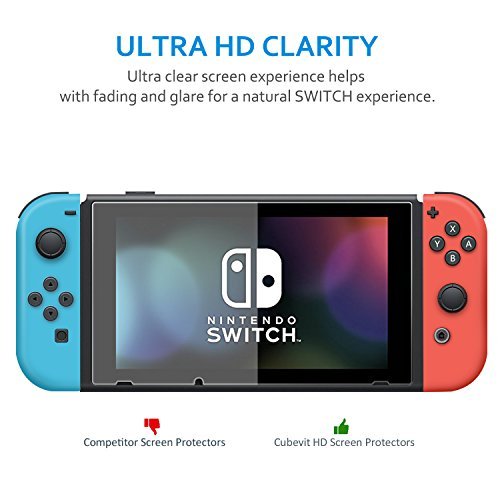 ULTRA HD CLARITY
Ultra clear screen experience helps
with fading and glare for a natural SWITCH experience.
X
Y
A
B
NINTENDO
SWITCH™
Competitor Screen Protectors
Cubevit HD Screen Protectors